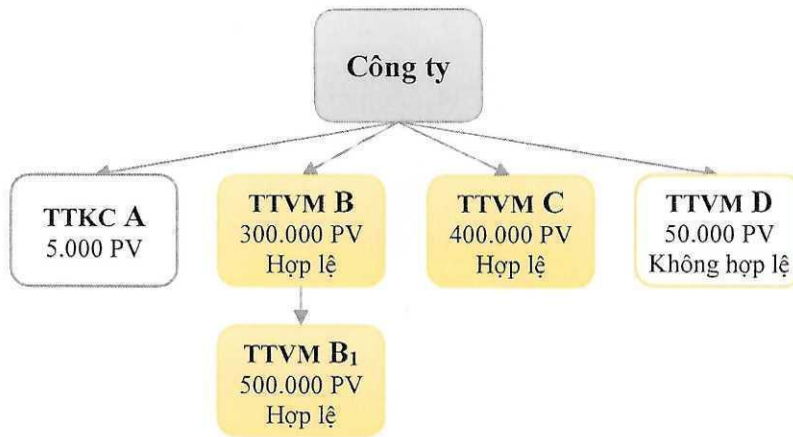 Công ty
TTKC A
5.000 PV
TTVM B
300.000 PV
Hợp lệ
TTVM C
400.000 PV
Hợp lệ
TTVM D
50.000 PV
Không hợp lệ
TTVM B₁
500.000 PV
Hợp lệ